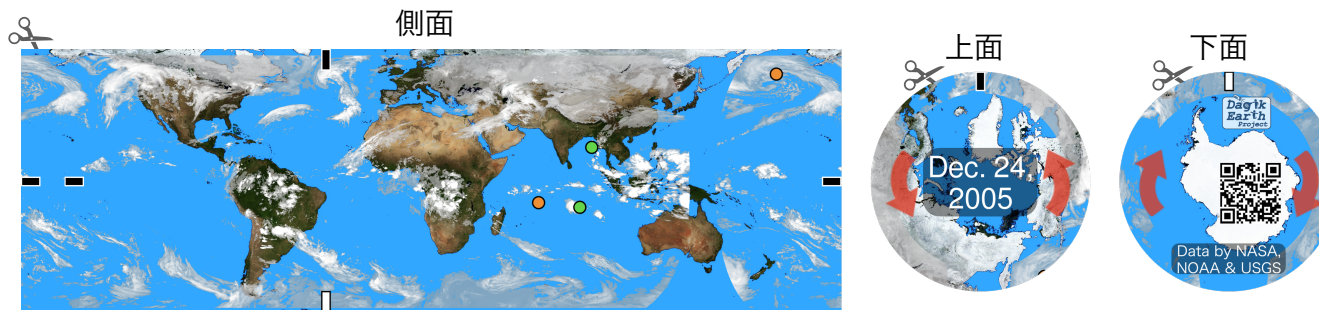 側面
上面
下面
Dec. 24,
2005
Dagik
Earth
Project
Data by NASA,
NOAA & USGS